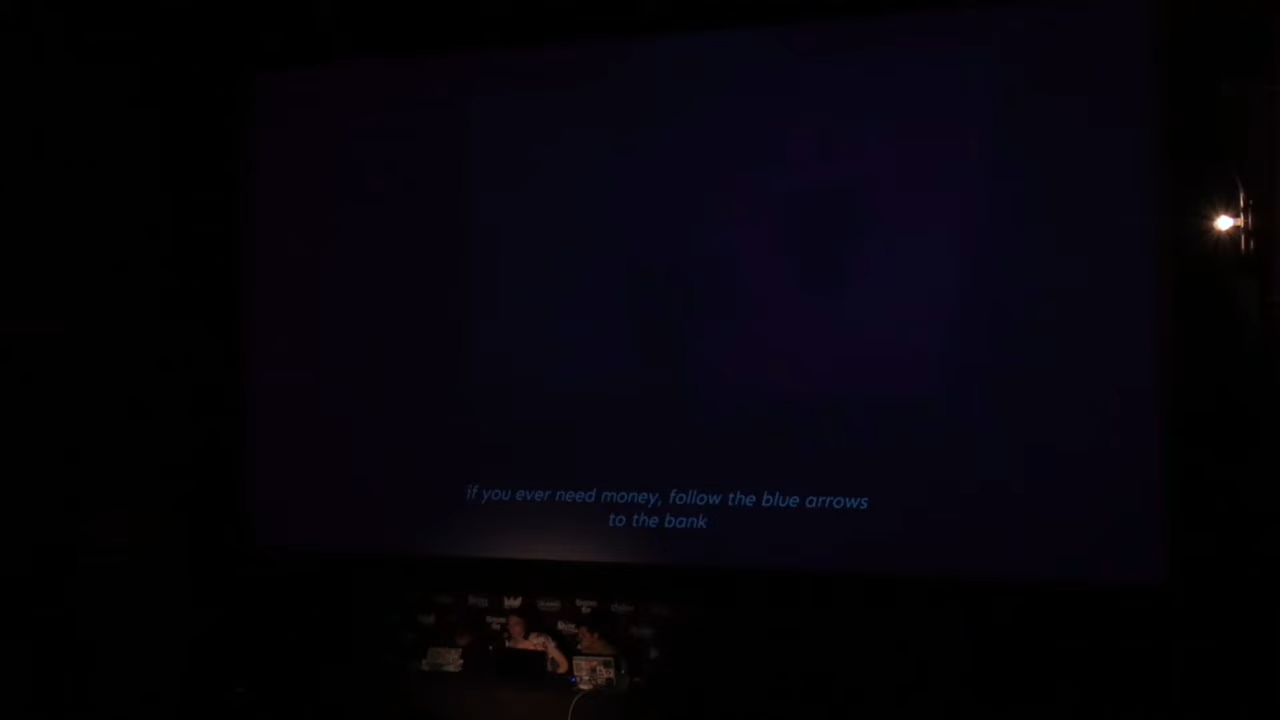 if you ever need money, follow the blue arrows
to the bank